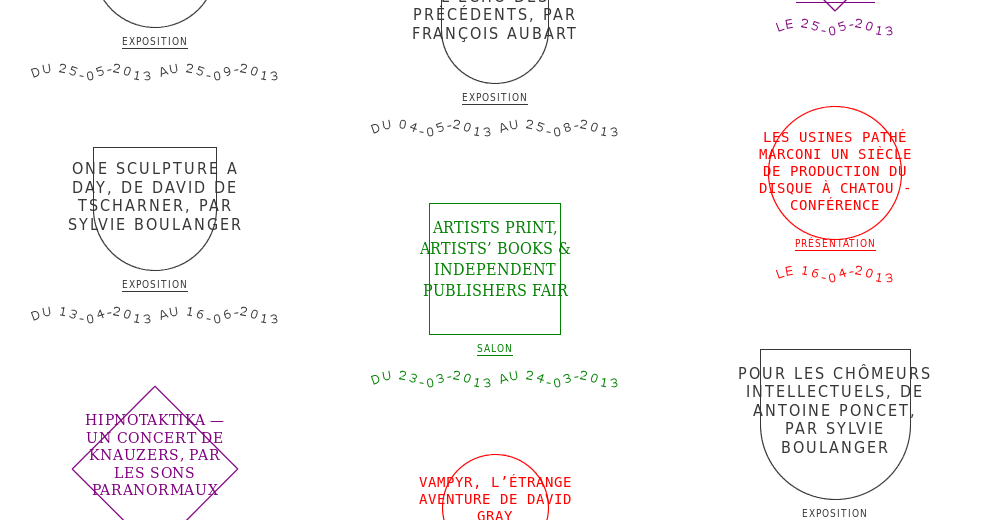 EXPOSITION
DU 25-05-2013 AU 25-09-2013
ONE SCULPTURE A
DAY, DE DAVID DE
TSCHARNER, PAR
SYLVIE BOULANGER
EXPOSITION
DU 13-04-2013 AU 16-06-2013
HIPNOTAKTIKA —
UN CONCERT DE
KNAUZERS, PAR
LES SONS
PARANORMAUX
L'ÉCHO DES
PRÉCÉDENTS, PAR
FRANÇOIS AUBART
EXPOSITION
DU 04-05-2013 AU 25-08-2013
ARTISTS PRINT,
ARTISTS’ BOOKS &
INDEPENDENT
PUBLISHERS FAIR
SALON
DU 23-03-2013 AU 24-03-2013
VAMPYR, L’ÉTRANGE
AVENTURE DE DAVID
GRAY
LE 25-05-2013
LES USINES PATHÉ
MARCONI UN SIÈCLE
DE PRODUCTION DU
DISQUE À CHATOU -
CONFÉRENCE
PRÉSENTATION
LE 16-04-2013
POUR LES CHÔMEURS
INTELLECTUELS, DE
ANTOINE PONCET,
PAR SYLVIE
BOULANGER
EXPOSITION